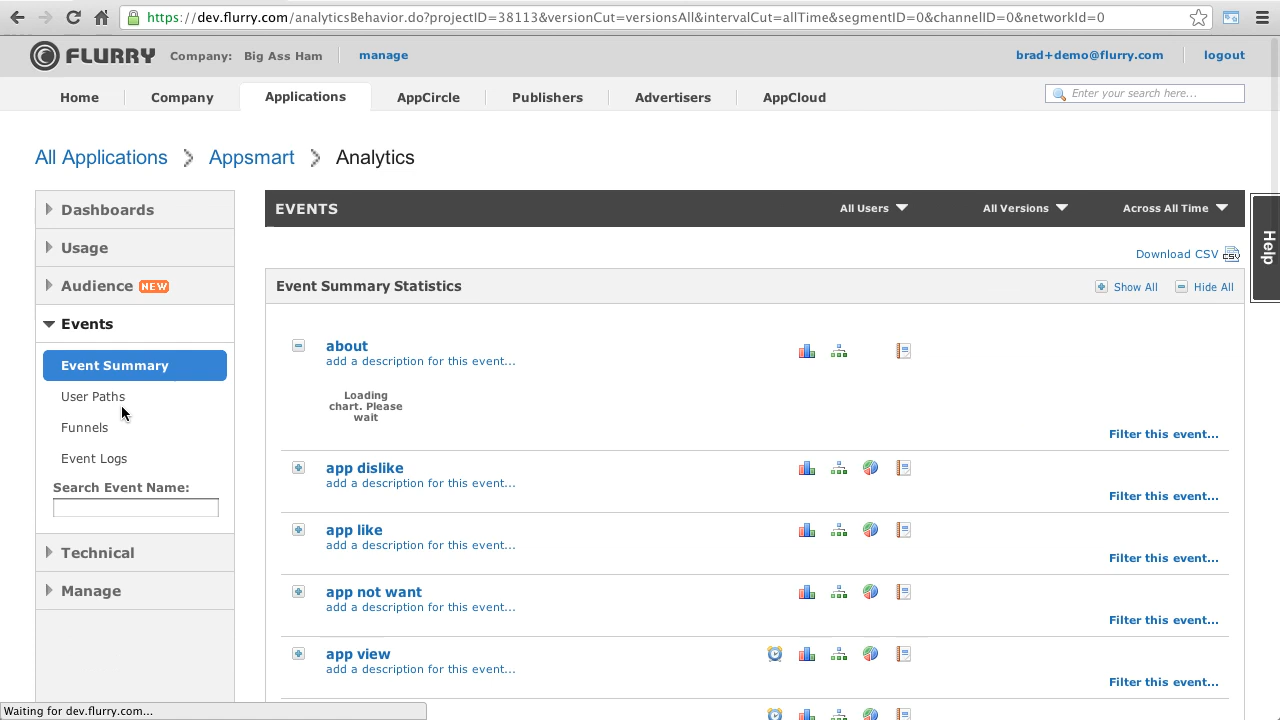 https://dev.flurry.com/analyticsBehavior.do?projectID=38113&versionCut=versionsAll&intervalCut=allTime&segmentID=0&channelID=0&networkId=0
FLURRY Company: Big Ass Ham manage brad+demo@flurry.com logout
Home Company Applications AppCircle Publishers Advertisers AppCloud Enter your search here...
All Applications Appsmart Analytics
Dashboards
Usage
Audience NEW
Events
Event Summary
User Paths
Funnels
Event Logs
Search Event Name:
Technical
Manage
EVENTS All Users All Versions Across All Time
Download CSV CSV
Event Summary Statistics Show All Hide All
about
add a description for this event...
Loading
chart. Please
wait
Filter this event...
app dislike
add a description for this event...
Filter this event...
app like
add a description for this event...
Filter this event...
app not want
add a description for this event...
Filter this event...
app view
add a description for this event...
Filter this event...
Help
Waiting for dev.flurry.com...